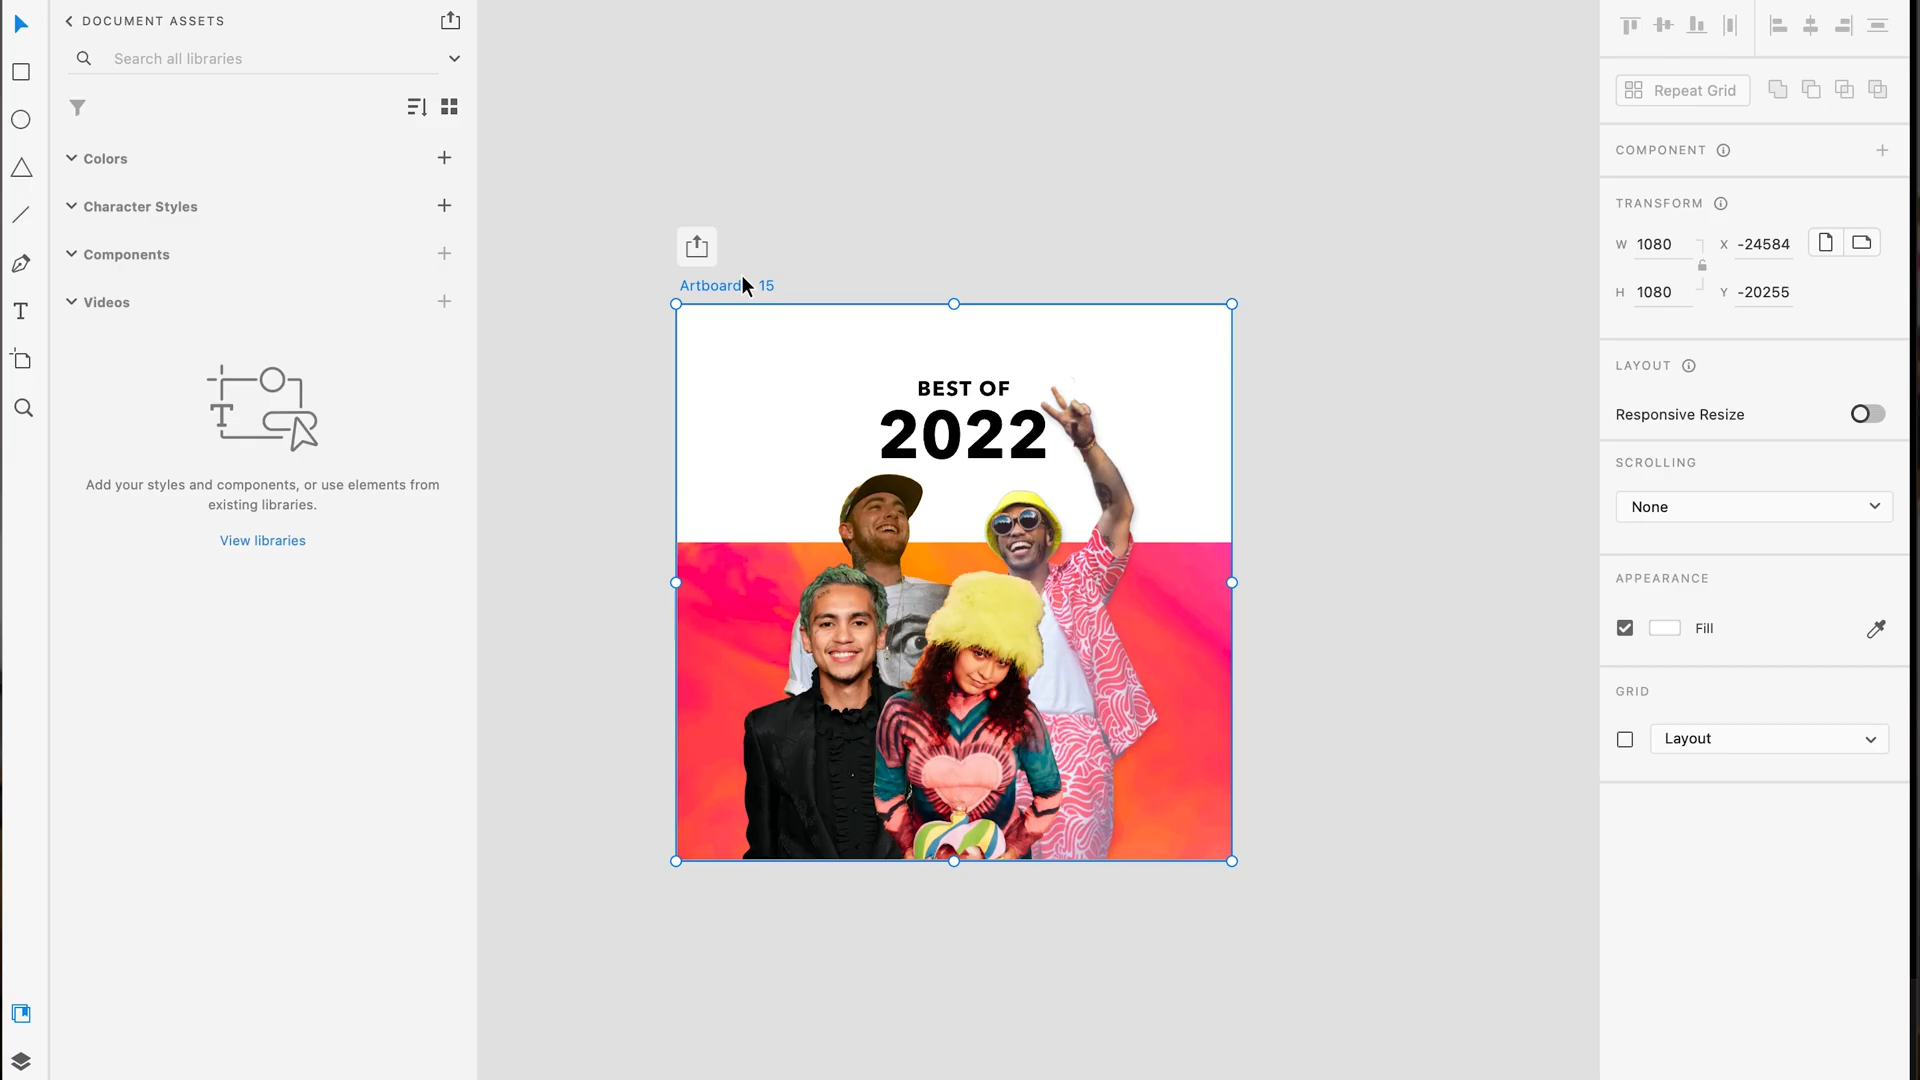 DOCUMENT ASSETS
Search all libraries
Colors
Character Styles
Components
Videos
T
Add your styles and components, or use elements from
existing libraries.
View libraries
Artboard
15
BEST OF
2022
Repeat Grid
COMPONENT
TRANSFORM
W 1080 X -24584
H 1080 Y -20255
LAYOUT
Responsive Resize
SCROLLING
None
APPEARANCE
Fill
GRID
Layout